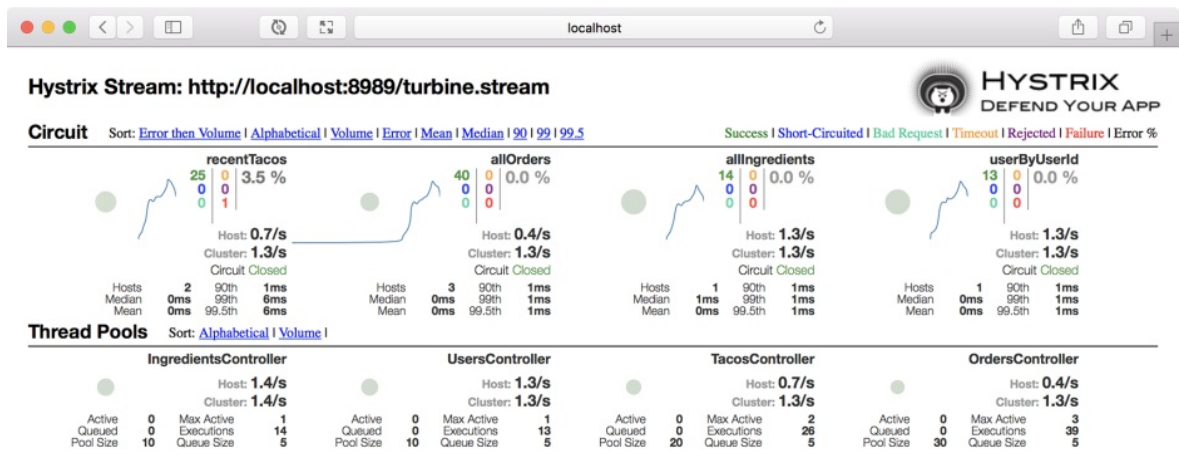 localhost
Hystrix Stream: http://localhost:8989/turbine.stream
HYSTRIX
DEFEND YOUR APP
Circuit Sort: Error then Volume | Alphabetical | Volume | Error | Mean | Median | 90 | 99 | 99.5
Success | Short-Circuited | Bad Request | Timeout | Rejected | Failure | Error %
recentTacos
25 0 3.5 %
0 0
0 1
Host: 0.7/s
Cluster: 1.3/s
Circuit Closed
Hosts 2 90th 1ms
Median 0ms 99th 6ms
Mean 0ms 99.5th 6ms
allOrders
40 0 0.0 %
0 0
0 0
Host: 0.4/s
Cluster: 1.3/s
Circuit Closed
Hosts 3 90th 1ms
Median 0ms 99th 1ms
Mean 0ms 99.5th 1ms
allIngredients
14 0 0.0 %
0 0
0 0
Host: 1.3/s
Cluster: 1.3/s
Circuit Closed
Hosts 1 90th 1ms
Median 1ms 99th 1ms
Mean 0ms 99.5th 1ms
userByUserId
13 0 0.0 %
0 0
0 0
Host: 1.3/s
Cluster: 1.3/s
Circuit Closed
Hosts 1 90th 1ms
Median 0ms 99th 1ms
Mean 0ms 99.5th 1ms
Thread Pools Sort: Alphabetical | Volume |
IngredientsController
Host: 1.4/s
Cluster: 1.4/s
Active 0 Max Active 1
Queued 0 Executions 14
Pool Size 10 Queue Size 5
UsersController
Host: 1.3/s
Cluster: 1.3/s
Active 0 Max Active 1
Queued 0 Executions 13
Pool Size 10 Queue Size 5
TacosController
Host: 0.7/s
Cluster: 1.3/s
Active 0 Max Active 2
Queued 0 Executions 26
Pool Size 20 Queue Size 5
OrdersController
Host: 0.4/s
Cluster: 1.3/s
Active 0 Max Active 3
Queued 0 Executions 39
Pool Size 30 Queue Size 5